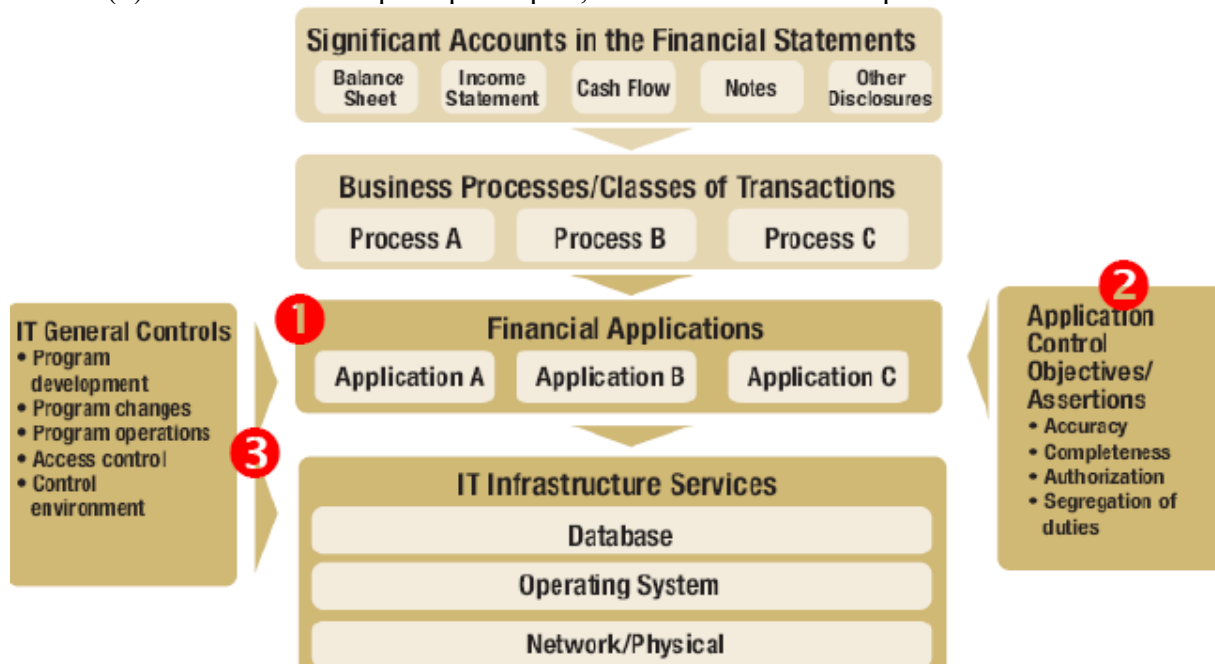 Significant Accounts in the Financial Statements
Balance
Sheet
Income
Statement
Cash Flow
Notes
Other
Disclosures
Business Processes/Classes of Transactions
Process A
Process B
Process C
1
Financial Applications
Application A
Application B
Application C
IT General Controls
• Program
development
• Program changes
• Program operations
• Access control
• Control
environment
3
2
Application
Control
Objectives/
Assertions
• Accuracy
• Completeness
• Authorization
• Segregation of
duties
IT Infrastructure Services
Database
Operating System
Network/Physical